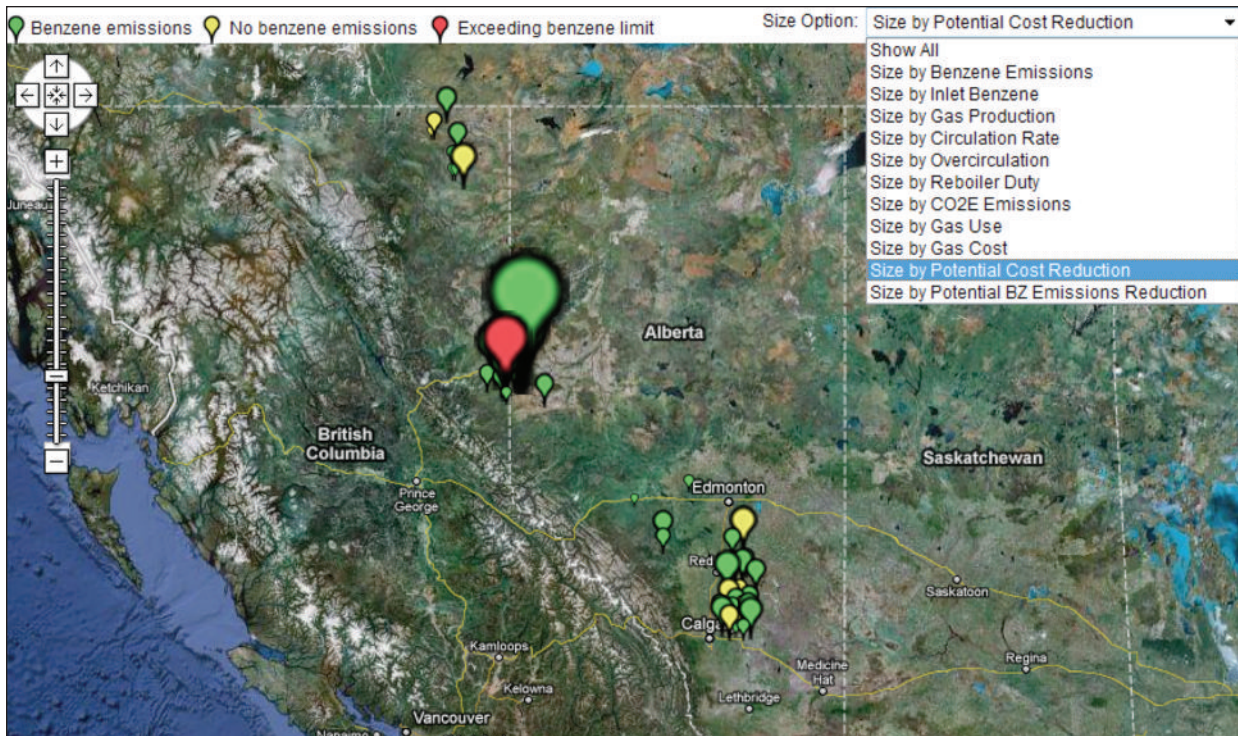 Benzene emissions No benzene emissions Exceeding benzene limit Size Option: Size by Potential Cost Reduction
Show All
Size by Benzene Emissions
Size by Inlet Benzene
Size by Gas Production
Size by Circulation Rate
Size by Overcirculation
Size by Reboiler Duty
Size by CO2E Emissions
Size by Gas Use
Size by Gas Cost
Size by Potential Cost Reduction
Size by Potential BZ Emissions Reduction
Juneau
Alberta
Ketchikan
British
Columbia
Saskatchewan
Prince
George
Edmonton
Red
Saskatoon
Calga
Kamloops
Medicine
Hat
Regina
Kelowna
Lethbridge
Vancouver
Nanaimo